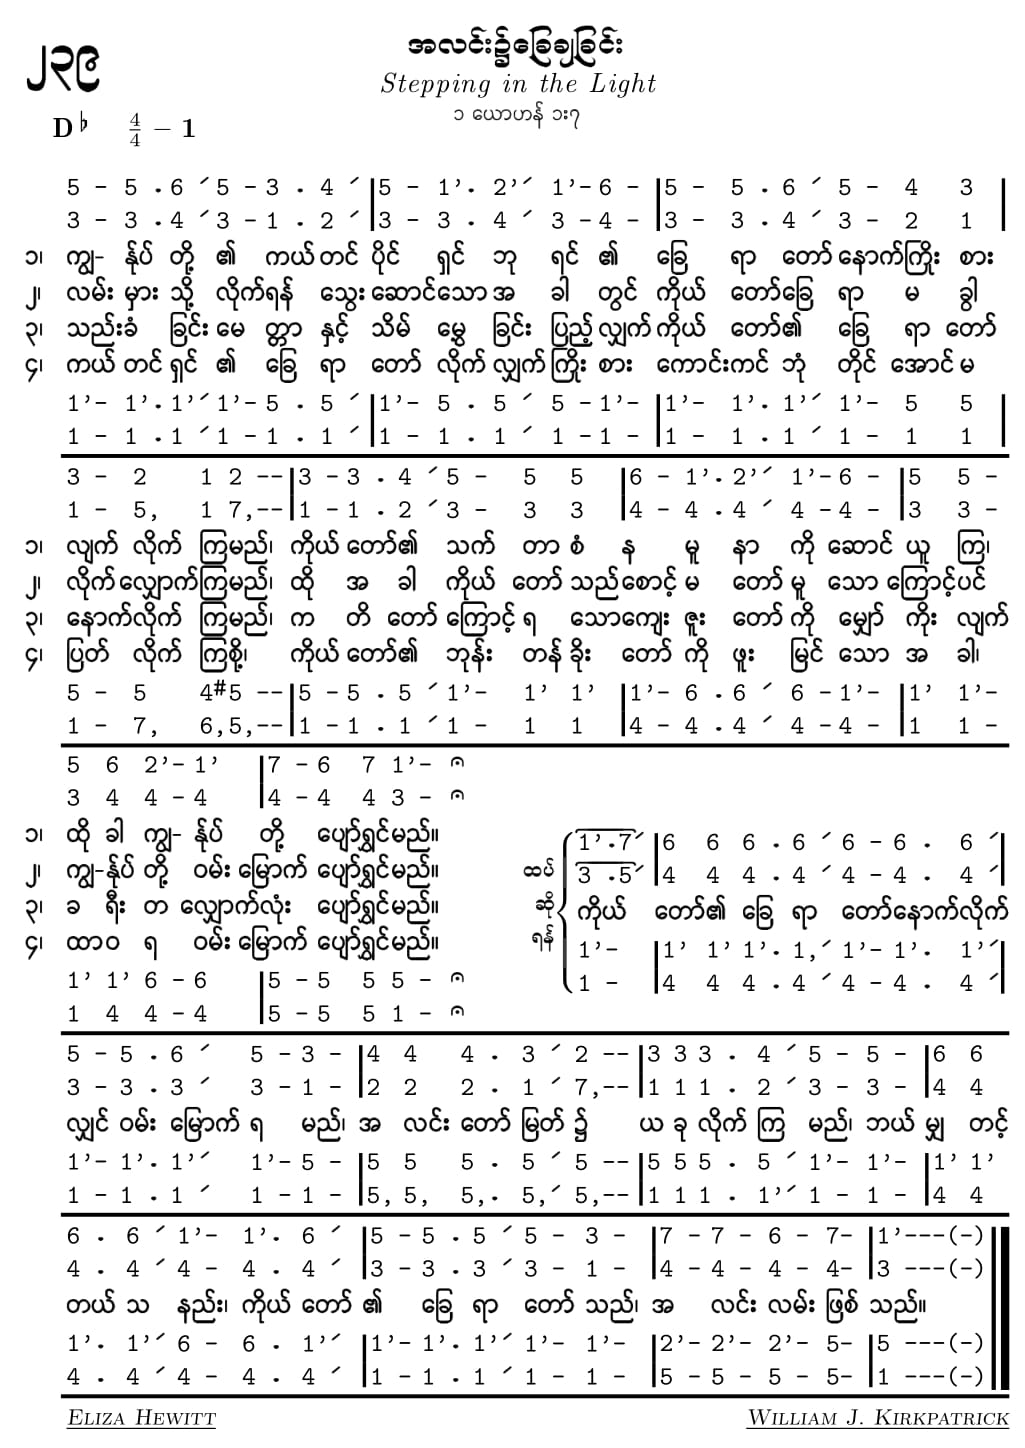 ၂၃၉
အလင်း၌ခြေချခြင်း
Stepping in the Light
၁ ယောဟန် ၁း၇
D♭ 4/4 – 1
5 – 5 . 6 ´ 5 – 3 . 4 ´ |5 – 1’. 2’´ 1’– 6 – |5 – 5 . 6 ´ 5 – 4 3 |
3 – 3 . 4 ´ 3 – 1 . 2 ´ |3 – 3 . 4 ´ 3 – 4 – |3 – 3 . 4 ´ 3 – 2 1 |
၁၊ ကျွ- န်ုပ် တို့ ၏ ကယ် တင် ပိုင် ရှင် ဘု ရင် ၏ ခြေ ရာ တော် နောက်ကြိုး စား
၂၊ လမ်း မှား သို့ လိုက်ရန် သွေး ဆောင်သော အ ခါ တွင် ကိုယ် တော်ခြေ ရာ မ ခွါ
၃၊ သည်းခံ ခြင်း မေ တ္တာ နှင့် သိမ် မွေ့ ခြင်း ပြည့် လျှက် ကိုယ် တော်၏ ခြေ ရာ တော်
၄၊ ကယ် တင် ရှင် ၏ ခြေ ရာ တော် လိုက် လျှက် ကြိုး စား ကောင်းကင် ဘုံ တိုင် အောင် မ
1’– 1’. 1’´ 1’– 5 . 5 ´ |1’– 5 . 5 ´ 5 – 1’– |1’– 1’. 1’´ 1’– 5 5 |
1 – 1 . 1 ´ 1 – 1 . 1 ´ |1 – 1 . 1 ´ 1 – 1 – |1 – 1 . 1 ´ 1 – 1 1 |
3 – 2 1 2 –– |3 – 3 . 4 ´ 5 – 5 5 |6 – 1’. 2’´ 1’– 6 – |5 5 –
1 – 5, 1 7,–– |1 – 1 . 2 ´ 3 – 3 3 |4 – 4 . 4 ´ 4 – 4 – |3 3 –
၁၊ လျက် လိုက် ကြမည်၊ ကိုယ် တော်၏ သက် တာ စံ န မူ နာ ကို ဆောင် ယူ ကြ၊
၂၊ လိုက်လျှောက်ကြမည်၊ ထို အ ခါ ကိုယ် တော် သည်စောင့် မ တော် မူ သော ကြောင့်ပင်
၃၊ နောက်လိုက် ကြမည်၊ က တိ တော် ကြောင့် ရ သောကျေး ဇူး တော် ကို မျှော် ကိုး လျက်
၄၊ ပြတ် လိုက် ကြစို့၊ ကိုယ် တော်၏ ဘုန်း တန် ခိုး တော် ကို ဖူး မြင် သော အ ခါ၊
5 – 5 4#5 –– |5 – 5 . 5 ´ 1’– 1’ 1’ |1’– 6 . 6 ´ 6 – 1’– |1’ 1’–
1 – 7, 6,5,–– |1 – 1 . 1 ´ 1 – 1 1 |4 – 4 . 4 ´ 4 – 4 – |1 1 –
5 6 2’– 1’ |7 – 6 7 1’– 𝄐
3 4 4 – 4 |4 – 4 4 3 – 𝄐
၁၊ ထို ခါ ကျွ- န်ုပ် တို့ ပျော်ရွှင်မည်။
၂၊ ကျွ-န်ုပ် တို့ ဝမ်း မြောက် ပျော်ရွှင်မည်။
၃၊ ခ ရီး တ လျှောက်လုံး ပျော်ရွှင်မည်။
၄၊ ထာဝ ရ ဝမ်း မြောက် ပျော်ရွှင်မည်။
1’ 1’ 6 – 6 |5 – 5 5 5 – 𝄐
1 4 4 – 4 |5 – 5 5 1 – 𝄐
ထပ်
ဆို
ရန်
1’.7´ |6 6 6 . 6 ´ 6 – 6 . 6 ´|
3 .5´ |4 4 4 . 4 ´ 4 – 4 . 4 ´|
ကိုယ် တော်၏ ခြေ ရာ တော်နောက်လိုက်
1’– |1’ 1’ 1’. 1,´ 1’– 1’. 1’´|
1 – |4 4 4 . 4 ´ 4 – 4 . 4 ´|
5 – 5 . 6 ´ 5 – 3 – |4 4 4 . 3 ´ 2 –– |3 3 3 . 4 ´ 5 – 5 – |6 6
3 – 3 . 3 ´ 3 – 1 – |2 2 2 . 1 ´ 7,–– |1 1 1 . 2 ´ 3 – 3 – |4 4
လျှင် ဝမ်း မြောက် ရ မည်၊ အ လင်း တော် မြတ် ၌ ယ ခု လိုက် ကြ မည်၊ ဘယ် မျှ တင့်
1’– 1’. 1’´ 1’– 5 – |5 5 5 . 5 ´ 5 –– |5 5 5 . 5 ´ 1’– 1’– |1’ 1’
1 – 1 . 1 ´ 1 – 1 – |5, 5, 5,. 5,´ 5,–– |1 1 1 . 1’´ 1 – 1 – |4 4
6 . 6 ´ 1’– 1’. 6 ´ |5 – 5 . 5 ´ 5 – 3 – |7 – 7 – 6 – 7– |1’–––(–)
4 . 4 ´ 4 – 4 . 4 ´ |3 – 3 . 3 ´ 3 – 1 – |4 – 4 – 4 – 4– |3 –––(–)
တယ် သ နည်း၊ ကိုယ် တော် ၏ ခြေ ရာ တော် သည်၊ အ လင်း လမ်း ဖြစ် သည်။
1’. 1’´ 6 – 6 . 1’´ |1’– 1’. 1’´ 1’– 1’– |2’– 2’– 2’– 5– |5 –––(–)
4 . 4 ´ 4 – 4 . 4 ´ |1 – 1 . 1 ´ 1 – 1 – |5 – 5 – 5 – 5– |1 –––(–)
Eliza Hewitt William J. Kirkpatrick